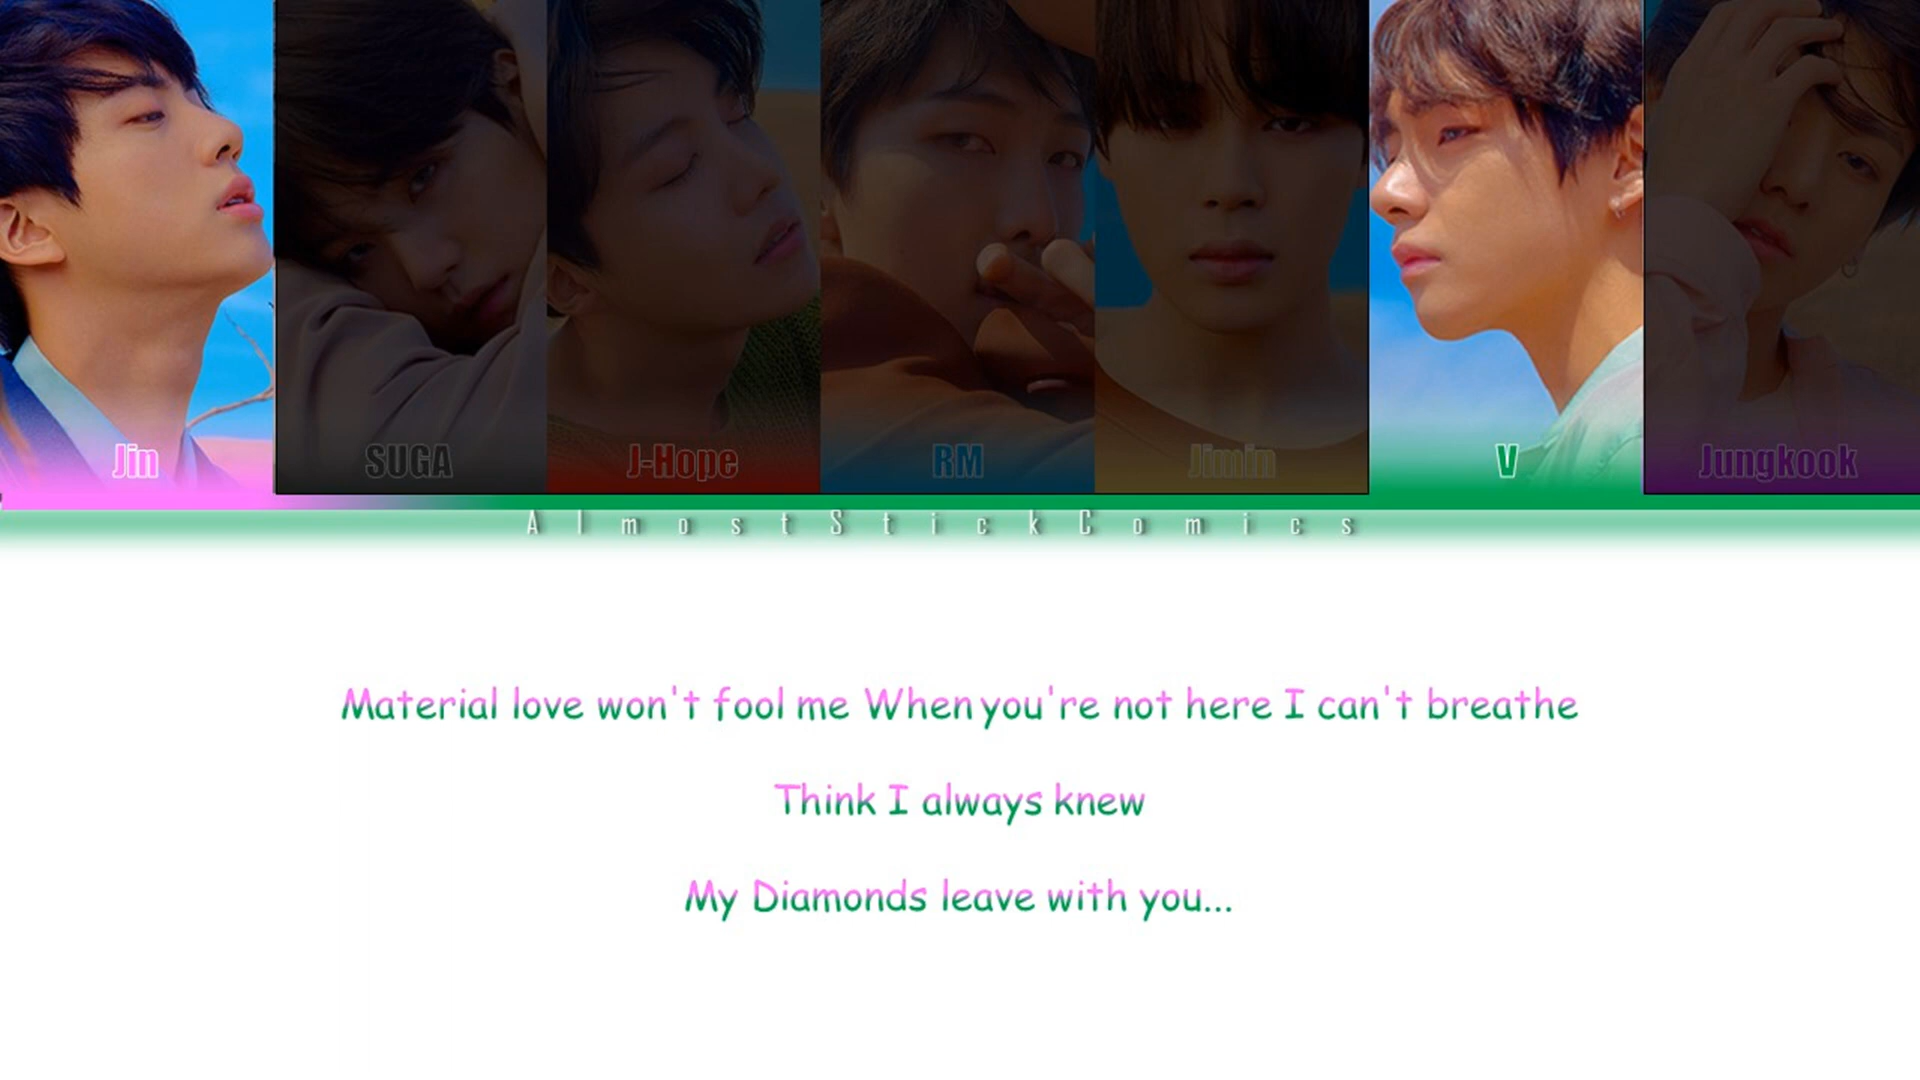 Jin SUGA J-Hope RM Jimin V Jungkook
AlmostStickComics
Material love won't fool me When you're not here I can't breathe
Think I always knew
My Diamonds leave with you...